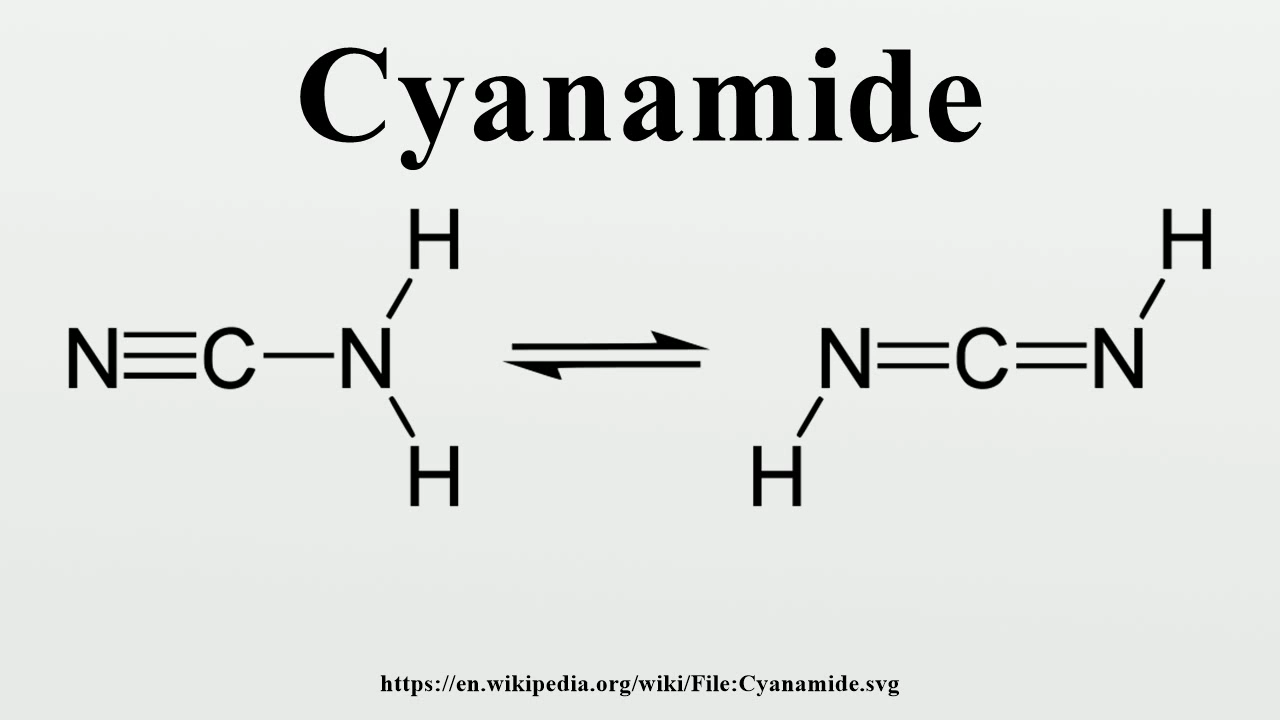 Cyanamide
H H
N≡C—N ⇌ N=C=N
H H
https://en.wikipedia.org/wiki/File:Cyanamide.svg